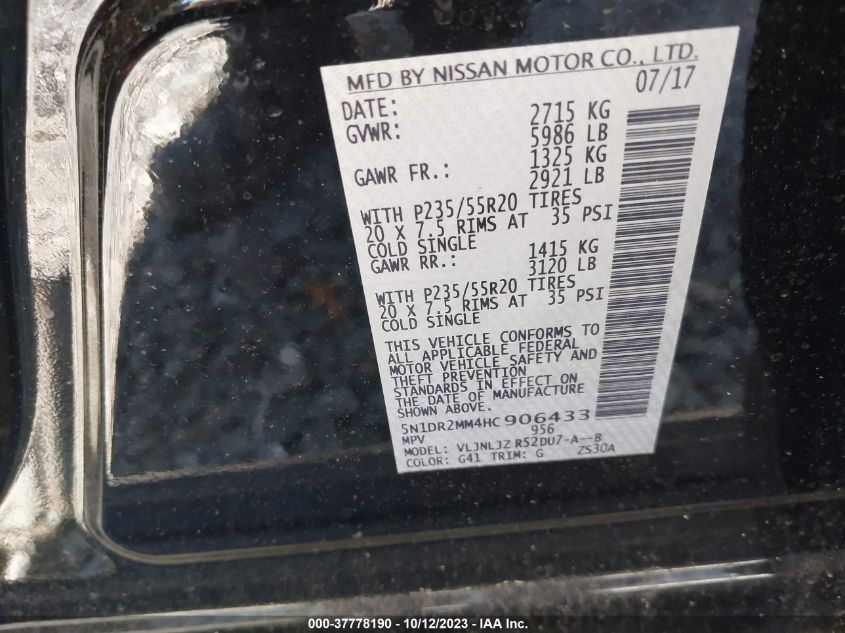 MFD BY NISSAN MOTOR CO., LTD.
DATE: 07/17
GVWR: 2715 KG
5986 LB
GAWR FR.: 1325 KG
2921 LB
WITH P235/55R20 TIRES
20 X 7.5 RIMS AT 35 PSI
COLD SINGLE
GAWR RR.: 1415 KG
3120 LB
WITH P235/55R20 TIRES
20 X 7.5 RIMS AT 35 PSI
COLD SINGLE
THIS VEHICLE CONFORMS TO
ALL APPLICABLE FEDERAL
MOTOR VEHICLE SAFETY AND
THEFT PREVENTION
STANDARDS IN EFFECT ON
THE DATE OF MANUFACTURE
SHOWN ABOVE.
5N1DR2MM4HC906433
MPV 956
MODEL: VLJNLJZ R52DU7-A--B
COLOR: G41 TRIM: G ZS30A
000-37778190 - 10/12/2023 - IAA Inc.